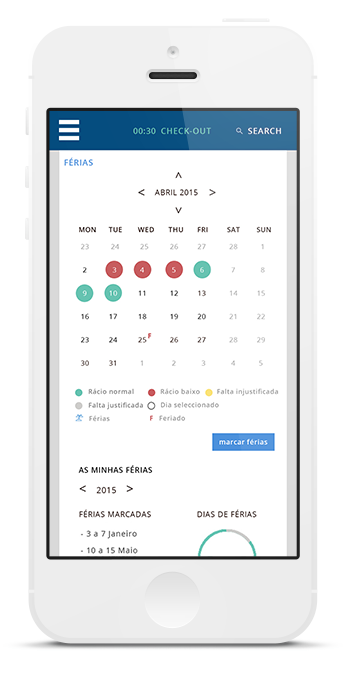 00:30 CHECK-OUT SEARCH
FÉRIAS
ABRIL 2015
MON TUE WED THU FRI SAT SUN
23 24 25 26 27 28 1
2 3 4 5 6 7 8
9 10 11 12 13 14 15
16 17 18 19 20 21 22
23 24 25 F 26 27 28 29
30 31 1 2 3 4 5
Rácio normal Rácio baixo Falta injustificada
Falta justificada Dia seleccionado
Férias F Feriado
marcar férias
AS MINHAS FÉRIAS
< 2015 >
FÉRIAS MARCADAS DIAS DE FÉRIAS
- 3 a 7 Janeiro
- 10 a 15 Maio